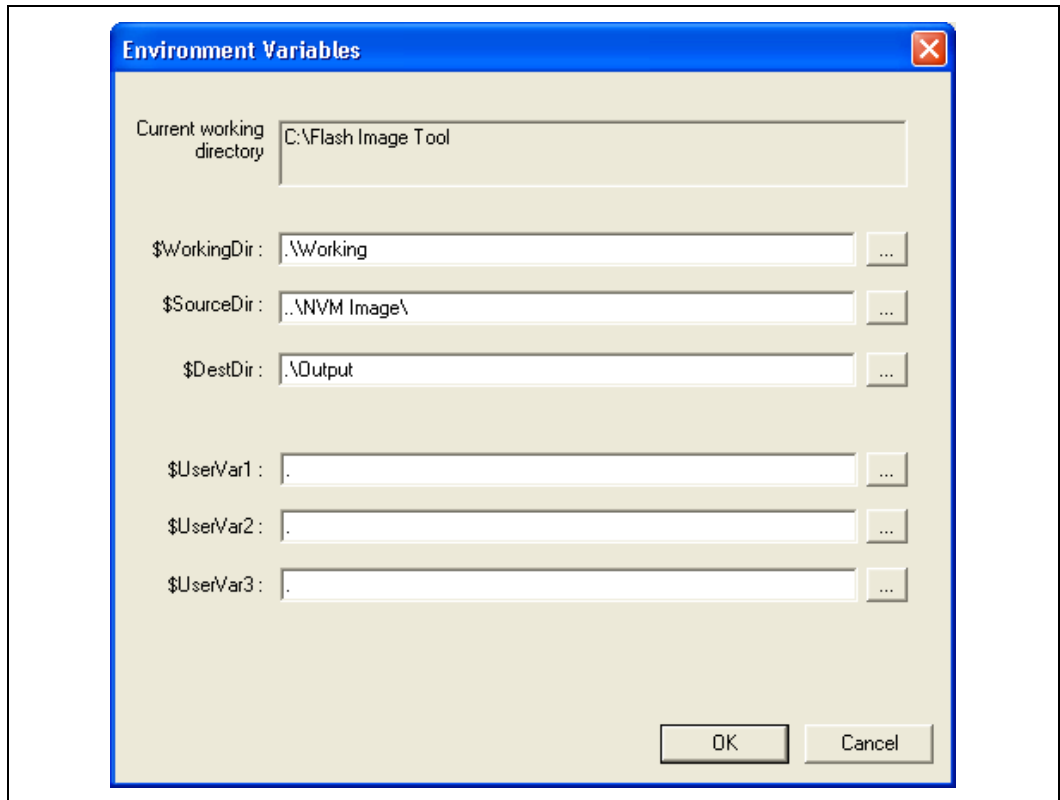 Environment Variables
Current working
directory
C:\Flash Image Tool
$WorkingDir :
.\Working
...
$SourceDir :
..\NVM Image\
...
$DestDir :
.\Output
...
$UserVar1 :
.
...
$UserVar2 :
.
...
$UserVar3 :
.
...
OK
Cancel